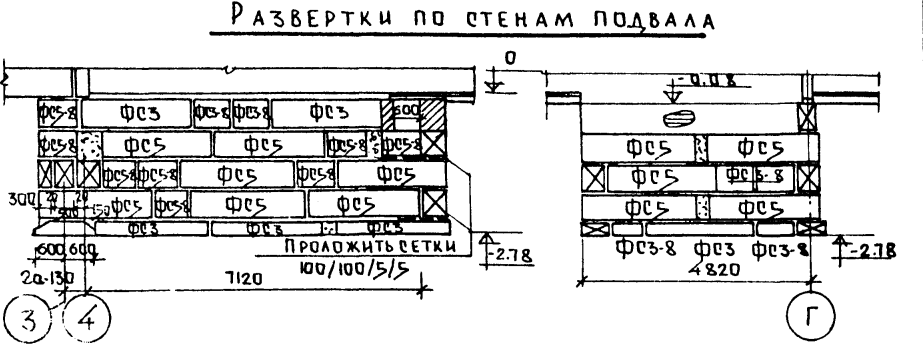 РАЗВЕРТКИ ПО СТЕНАМ ПОДВАЛА
0
-0.08
ФС5-8 ФС3 ФС3-8 ФС3-8 600
ФС5-8 ФС5 ФС5 ФС5-8 ФС5-8
ФС5 ФС5
ФС5-8 ФС5-8 ФС5 ФС5-8 ФС5
ФС5 ФС3-8
300 20 20
ФС5 ФС5-8 ФС5 ФС5
ФС5 ФС5
ФС3 ФС3 ФС3
600 600
ПРОЛОЖИТЬ СЕТКИ
100/100/5/5
-2.78
ФС3-8 ФС3 ФС3-8
-2.78
2а-130
7120
4820
3 4 Г